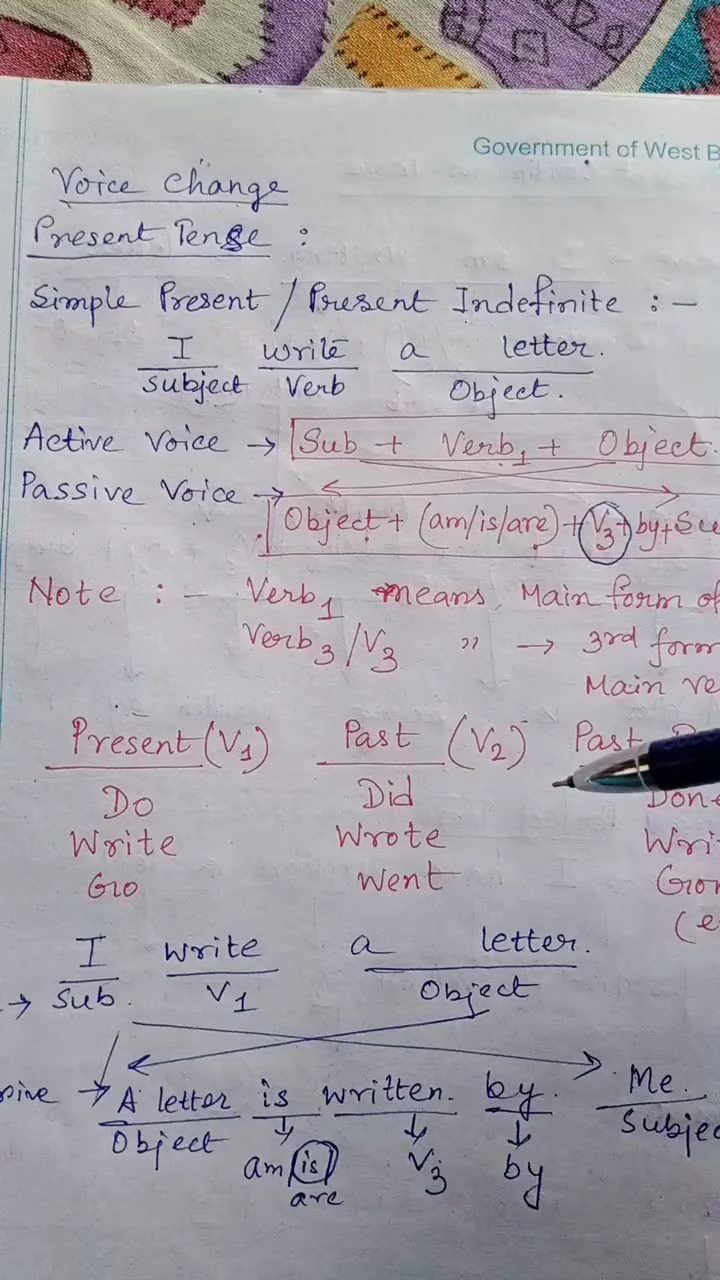 Government of West B
Voice Change
Present Tense :
Simple Present / Present Indefinite :-
I write a letter.
Subject Verb Object.
Active Voice → Sub + Verb1 + Object.
Passive Voice →
Object + (am/is/are) + V3 + by +
Note :- Verb1 means, Main form of
Verb3/V3 " → 3rd form
Main ve
Present (V1) Past (V2) Past
Do Did Done
Write Wrote Wri
Go Went Gon
(e
I write a letter.
→ Sub. V1 Object
ssive → A letter is written. by. Me.
Object Subjec
am is V3 by
are